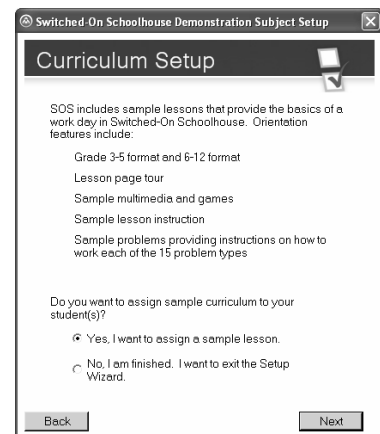 Switched-On Schoolhouse Demonstration Subject Setup
Curriculum Setup
SOS includes sample lessons that provide the basics of a
work day in Switched-On Schoolhouse. Orientation
features include:
Grade 3-5 format and 6-12 format
Lesson page tour
Sample multimedia and games
Sample lesson instruction
Sample problems providing instructions on how to
work each of the 15 problem types
Do you want to assign sample curriculum to your
student(s)?
Yes, I want to assign a sample lesson.
No, I am finished. I want to exit the Setup
Wizard.
Back Next